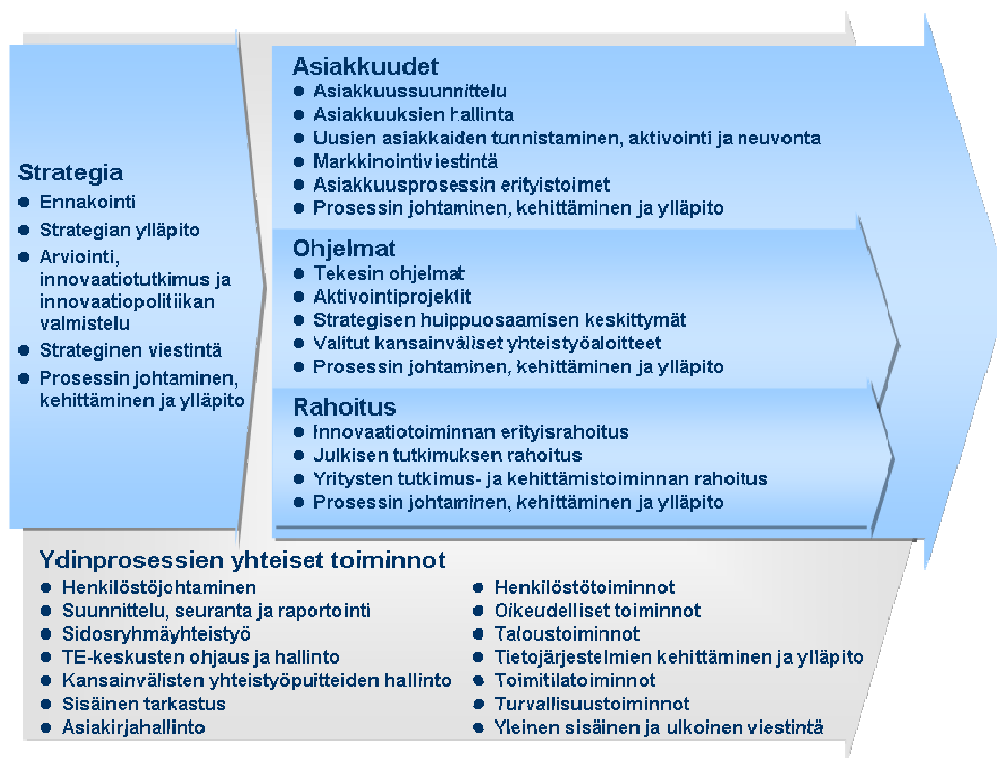 Strategia
● Ennakointi
● Strategian ylläpito
● Arviointi,
innovaatiotutkimus ja
innovaatiopolitiikan
valmistelu
● Strateginen viestintä
● Prosessin johtaminen,
kehittäminen ja ylläpito
Asiakkuudet
● Asiakkuussuunnittelu
● Asiakkuuksien hallinta
● Uusien asiakkaiden tunnistaminen, aktivointi ja neuvonta
● Markkinointiviestintä
● Asiakkuusprosessin erityistoimet
● Prosessin johtaminen, kehittäminen ja ylläpito
Ohjelmat
● Tekesin ohjelmat
● Aktivointiprojektit
● Strategisen huippuosaamisen keskittymät
● Valitut kansainväliset yhteistyöaloitteet
● Prosessin johtaminen, kehittäminen ja ylläpito
Rahoitus
● Innovaatiotoiminnan erityisrahoitus
● Julkisen tutkimuksen rahoitus
● Yritysten tutkimus- ja kehittämistoiminnan rahoitus
● Prosessin johtaminen, kehittäminen ja ylläpito
Ydinprosessien yhteiset toiminnot
● Henkilöstöjohtaminen
● Suunnittelu, seuranta ja raportointi
● Sidosryhmäyhteistyö
● TE-keskusten ohjaus ja hallinto
● Kansainvälisten yhteistyöpuitteiden hallinto
● Sisäinen tarkastus
● Asiakirjahallinto
● Henkilöstötoiminnot
● Oikeudelliset toiminnot
● Taloustoiminnot
● Tietojärjestelmien kehittäminen ja ylläpito
● Toimitilatoiminnot
● Turvallisuustoiminnot
● Yleinen sisäinen ja ulkoinen viestintä